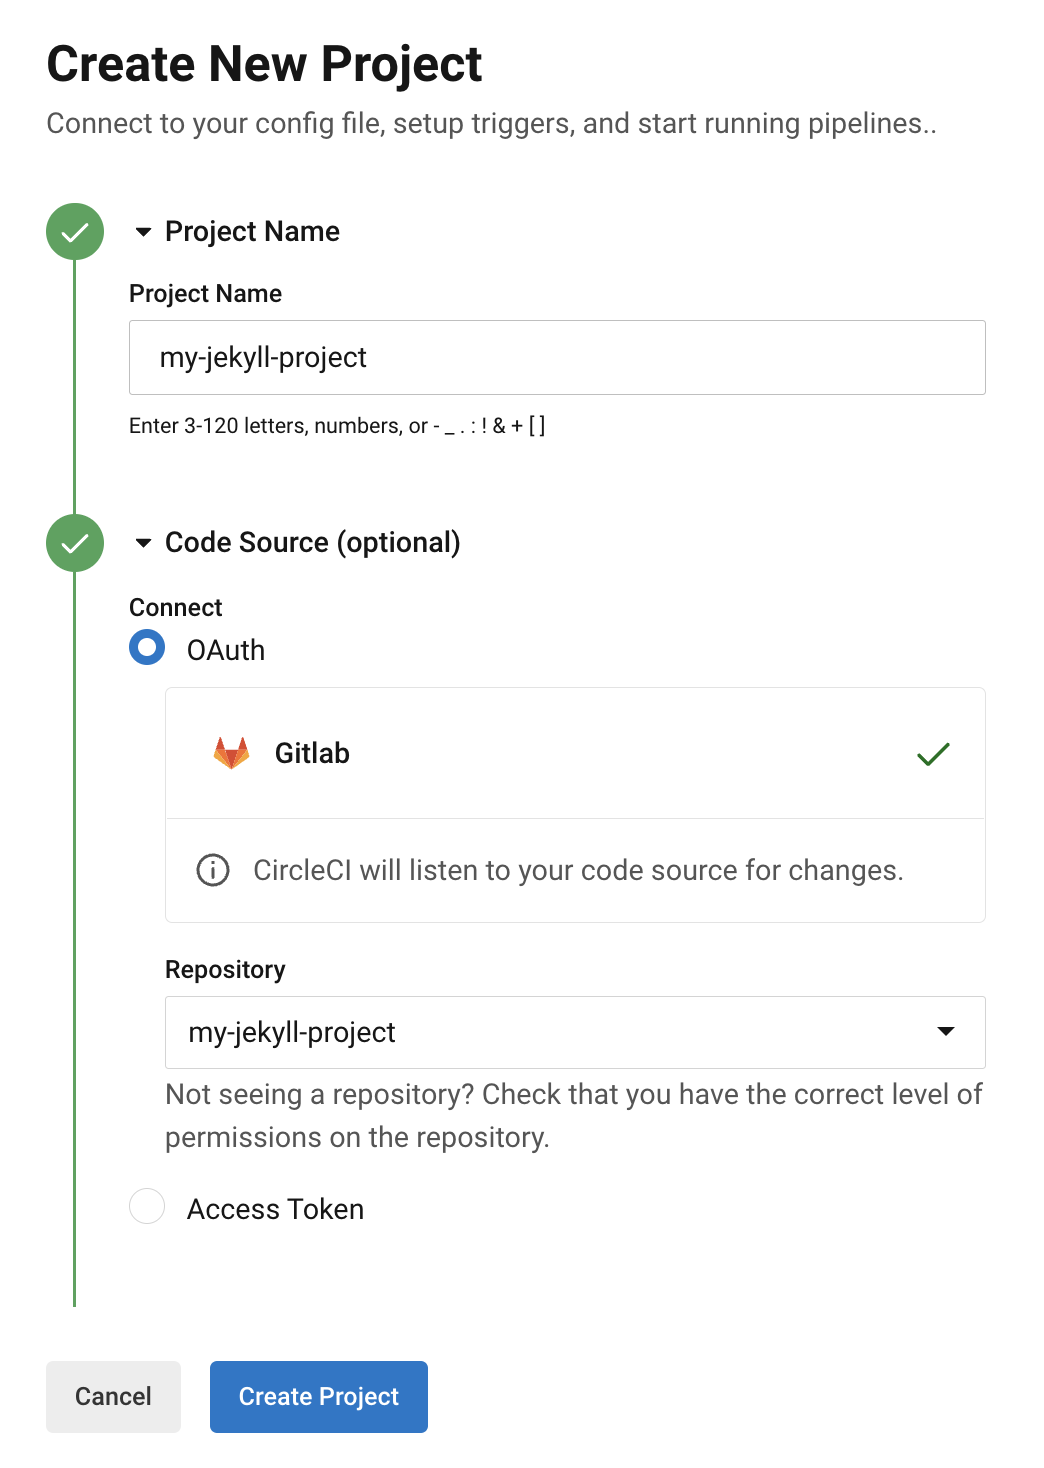 Create New Project
Connect to your config file, setup triggers, and start running pipelines..
Project Name
Project Name
my-jekyll-project
Enter 3-120 letters, numbers, or - _ . : ! & + [ ]
Code Source (optional)
Connect
OAuth
Gitlab
CircleCI will listen to your code source for changes.
Repository
my-jekyll-project
Not seeing a repository? Check that you have the correct level of
permissions on the repository.
Access Token
Cancel
Create Project